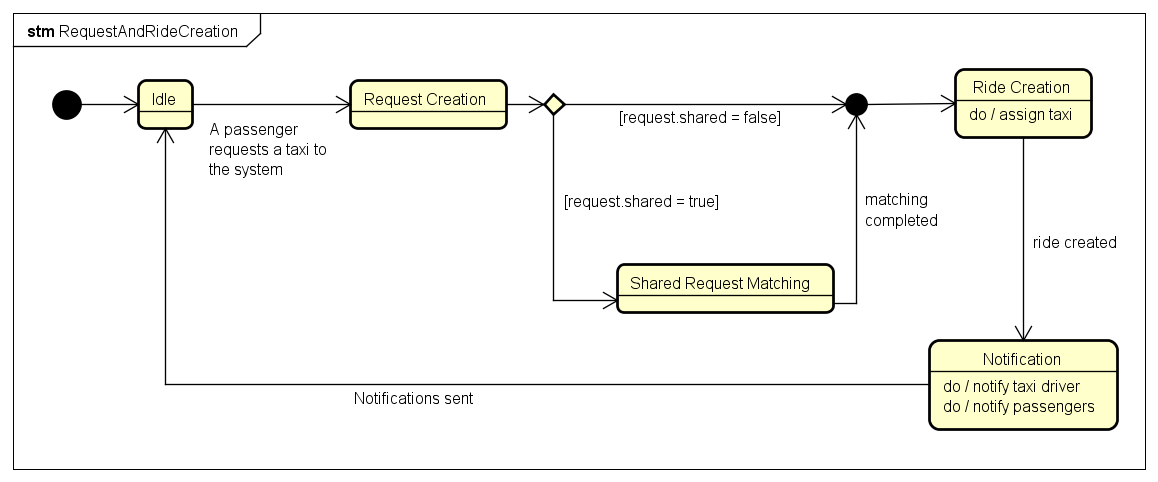 stm RequestAndRideCreation
Idle
Request Creation
Ride Creation
do / assign taxi
[request.shared = false]
A passenger
requests a taxi to
the system
[request.shared = true]
matching
completed
ride created
Shared Request Matching
Notification
do / notify taxi driver
do / notify passengers
Notifications sent